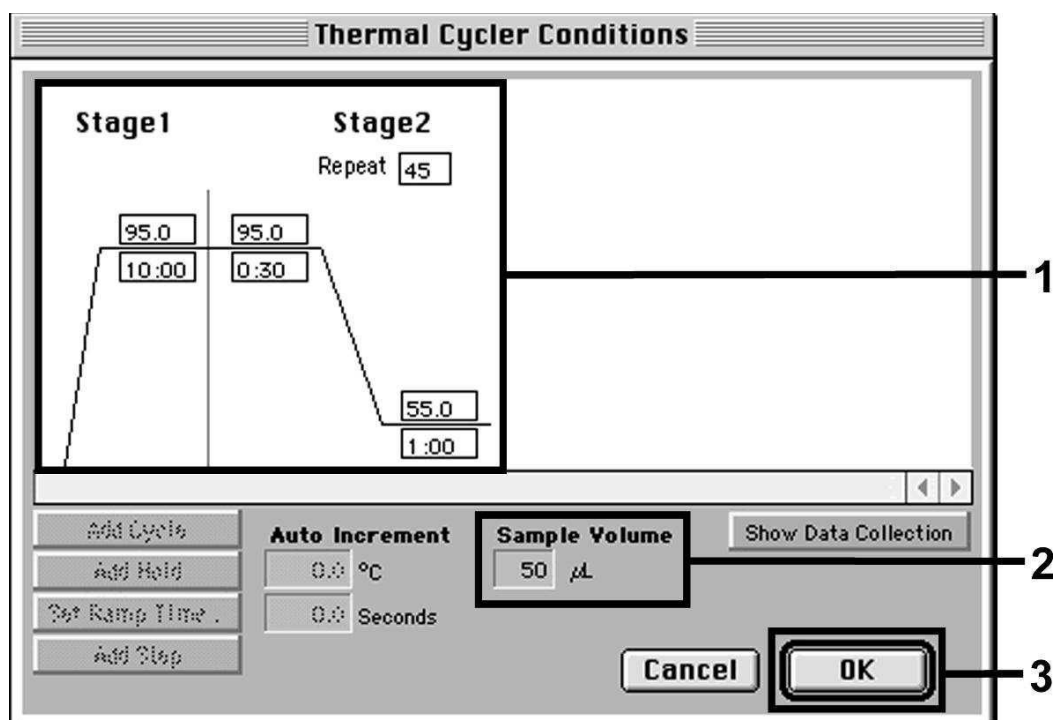 Thermal Cycler Conditions
Stage1 Stage2
Repeat 45
95.0 95.0
10:00 0:30
1
55.0
1:00
Add Cycle
Add Hold
Set Ramp Time .
Add Step
Auto Increment
0.0 °C
0.0 Seconds
Sample Volume
50 µL
Show Data Collection
2
Cancel OK
3